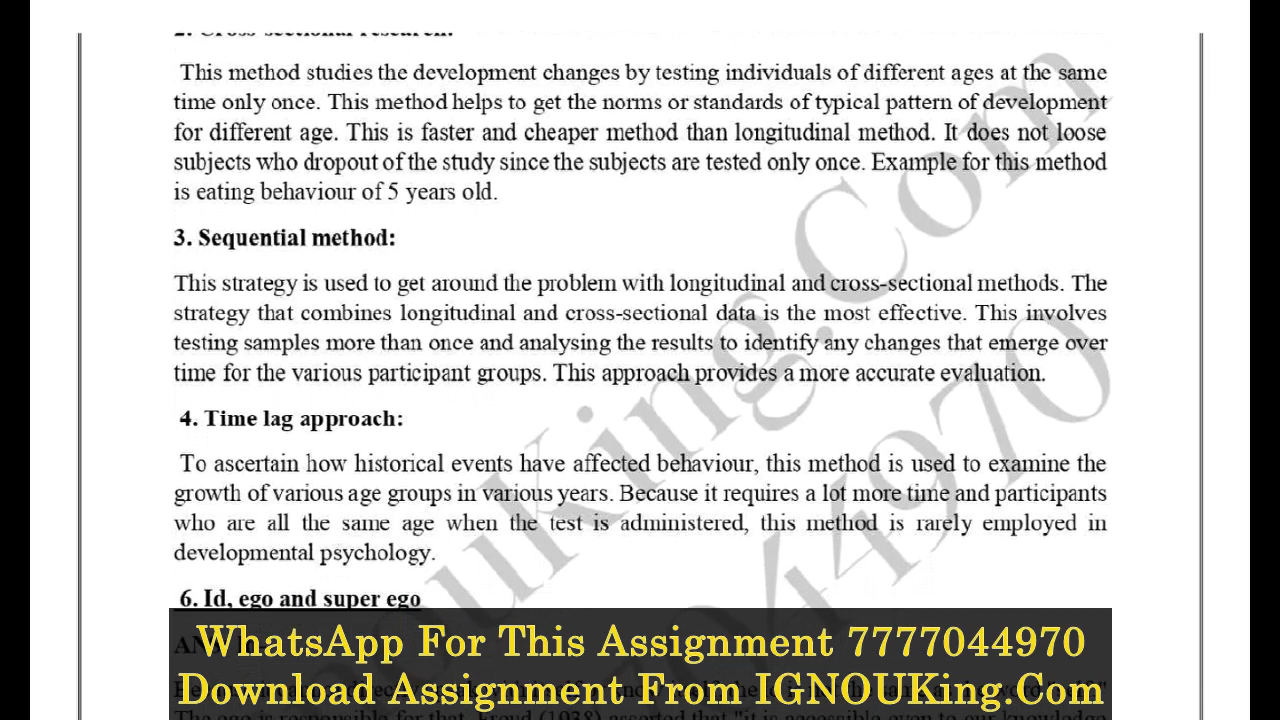 2. Cross-sectional research:
This method studies the development changes by testing individuals of different ages at the same
time only once. This method helps to get the norms or standards of typical pattern of development
for different age. This is faster and cheaper method than longitudinal method. It does not loose
subjects who dropout of the study since the subjects are tested only once. Example for this method
is eating behaviour of 5 years old.
3. Sequential method:
This strategy is used to get around the problem with longitudinal and cross-sectional methods. The
strategy that combines longitudinal and cross-sectional data is the most effective. This involves
testing samples more than once and analysing the results to identify any changes that emerge over
time for the various participant groups. This approach provides a more accurate evaluation.
4. Time lag approach:
To ascertain how historical events have affected behaviour, this method is used to examine the
growth of various age groups in various years. Because it requires a lot more time and participants
who are all the same age when the test is administered, this method is rarely employed in
developmental psychology.
6. Id, ego and super ego
WhatsApp For This Assignment 7777044970
Download Assignment From IGNOUKing.Com